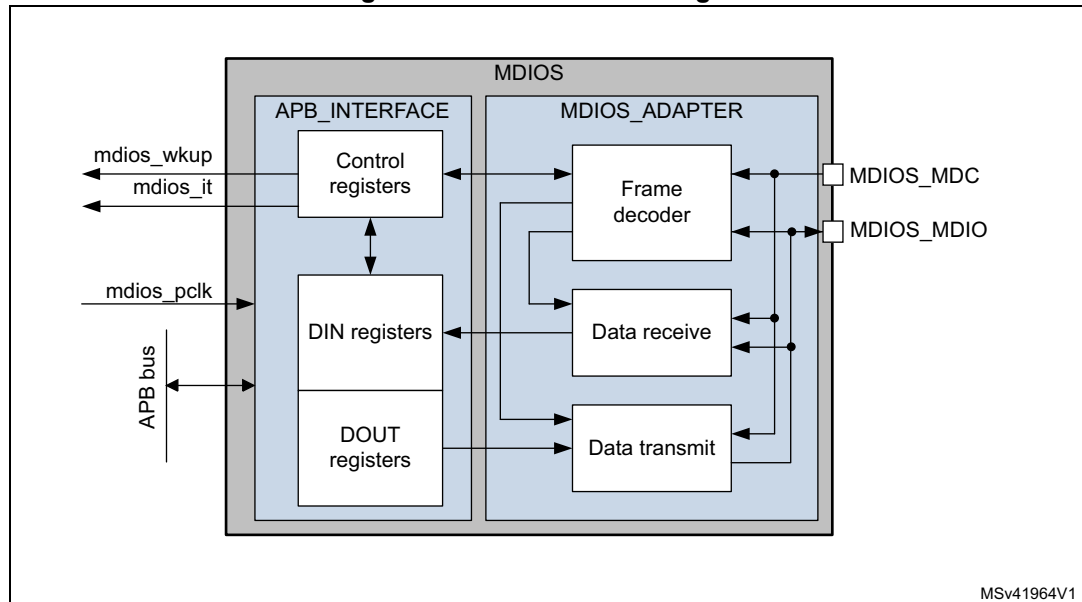 MDIOS
APB_INTERFACE
MDIOS_ADAPTER
mdios_wkup
mdios_it
Control
registers
Frame
decoder
MDIOS_MDC
MDIOS_MDIO
mdios_pclk
DIN registers
Data receive
APB bus
DOUT
registers
Data transmit
MSv41964V1